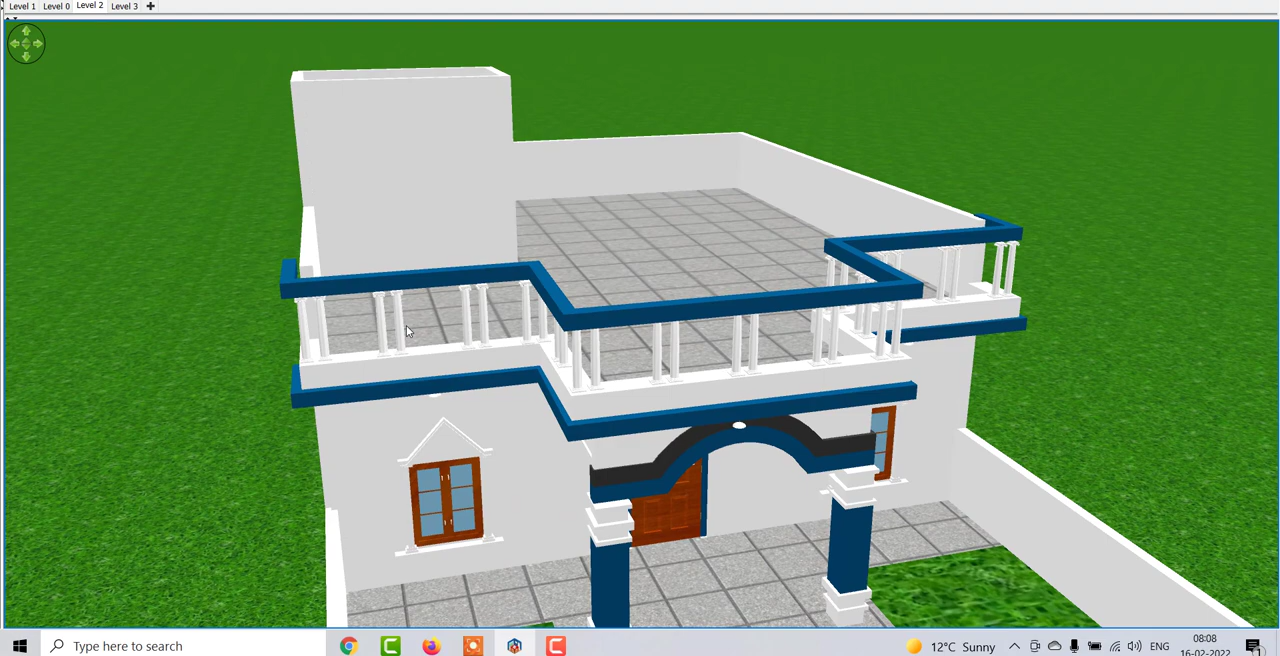 Level 1 Level 0 Level 2 Level 3
Type here to search
12°C Sunny
ENG
08:08
16-02-2022
1